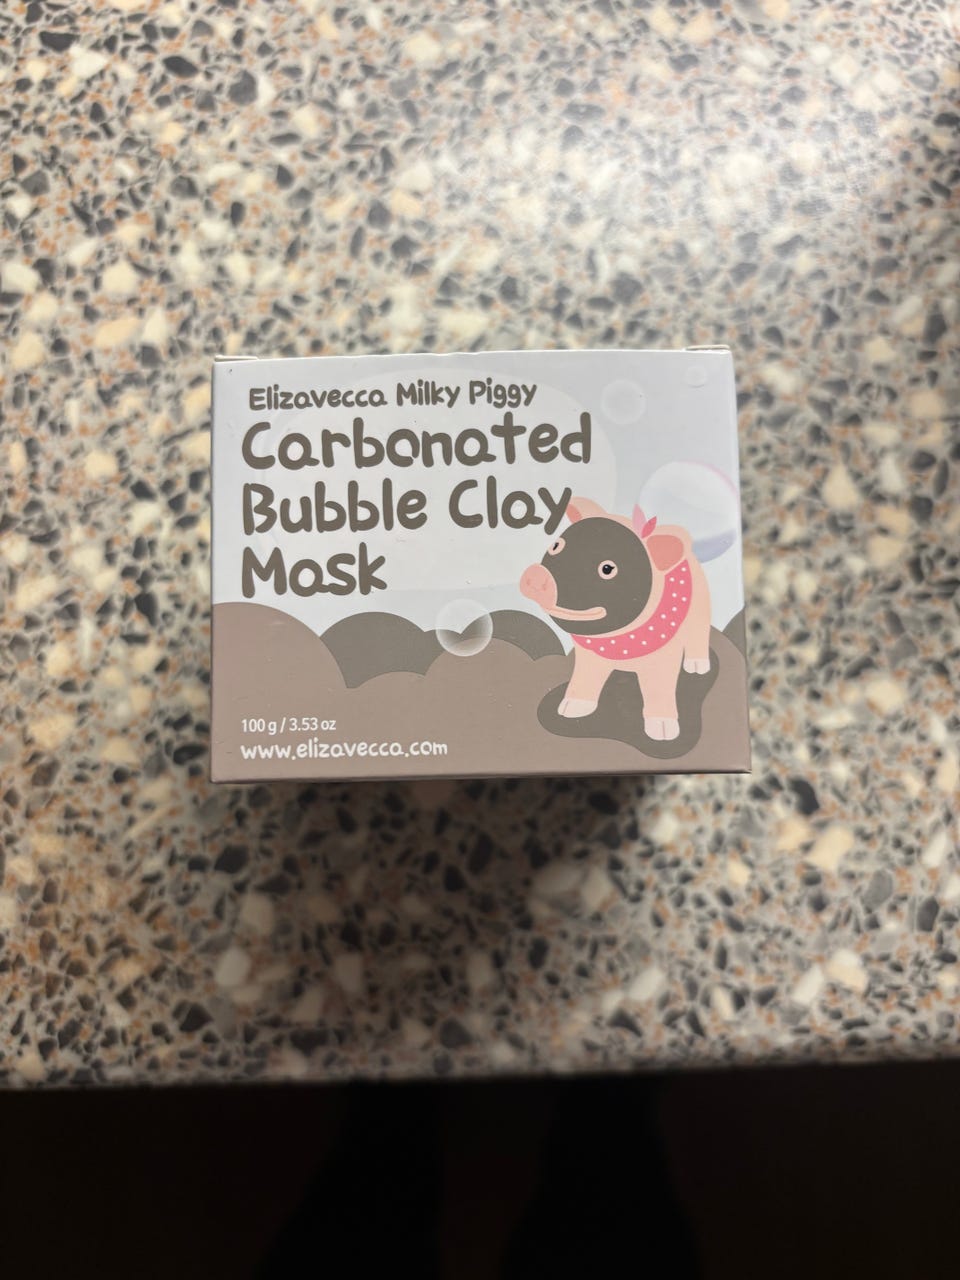 Elizavecca Milky Piggy
Carbonated
Bubble Clay
Mask
100 g / 3.53 oz
www.elizavecca.com